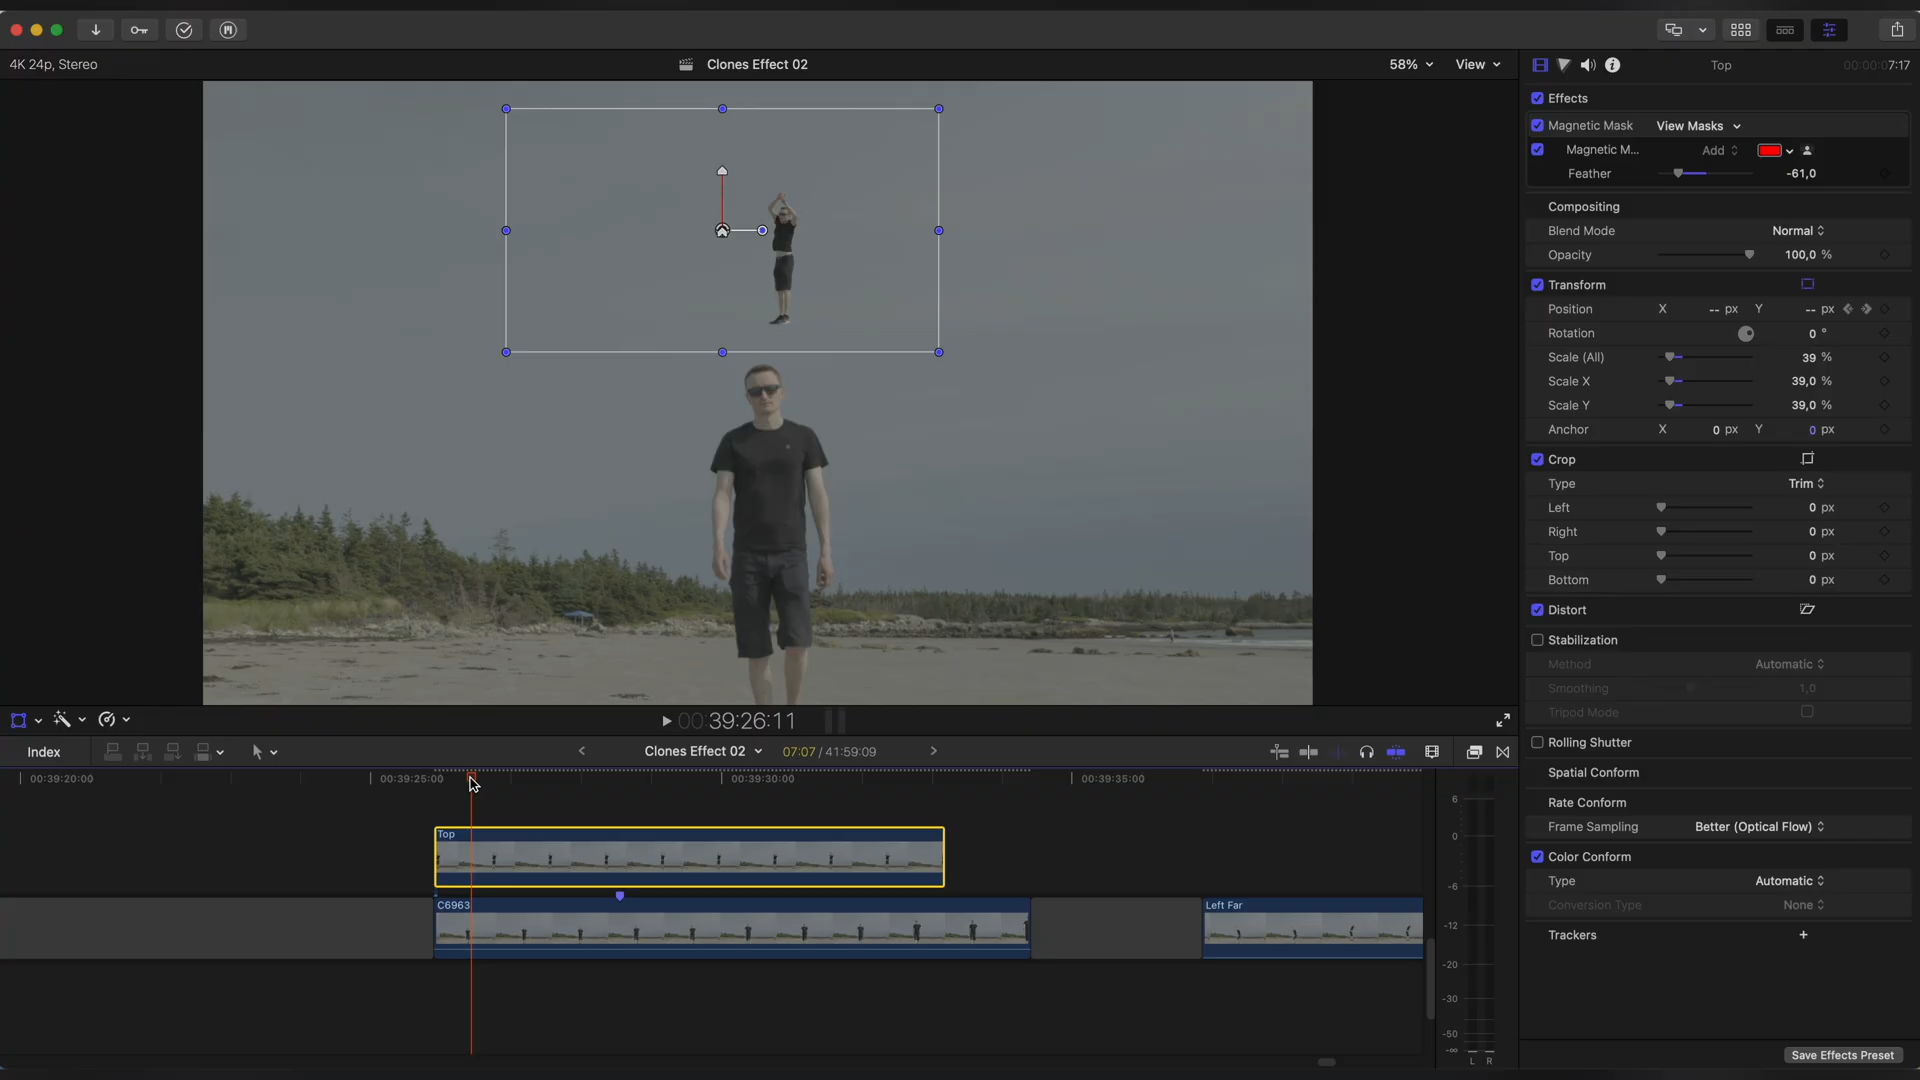 4K 24p, Stereo
Clones Effect 02
58%
View
Top
00:00:07:17
Effects
Magnetic Mask
View Masks
Magnetic M...
Add
Feather
-61,0
Compositing
Blend Mode
Normal
Opacity
100,0 %
Transform
Position
X
-- px
Y
-- px
Rotation
0 °
Scale (All)
39 %
Scale X
39,0 %
Scale Y
39,0 %
Anchor
X
0 px
Y
0 px
Crop
Type
Trim
Left
0 px
Right
0 px
Top
0 px
Bottom
0 px
Distort
Stabilization
Method
Automatic
Smoothing
1,0
Tripod Mode
Rolling Shutter
Spatial Conform
Rate Conform
Frame Sampling
Better (Optical Flow)
Color Conform
Type
Automatic
Conversion Type
None
Trackers
+
Save Effects Preset
00:39:26:11
Index
Clones Effect 02
07:07 / 41:59:09
00:39:20:00
00:39:25:00
00:39:30:00
00:39:35:00
Top
C6963
Left Far
6
0
-6
-12
-20
-30
-50
-∞
L R